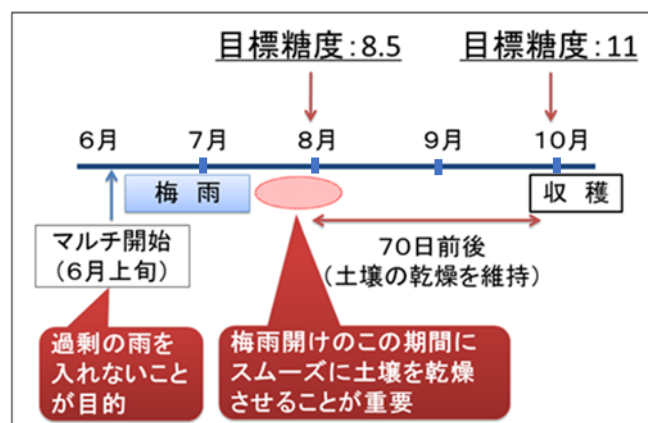 目標糖度:8.5
目標糖度:11
6月
7月
8月
9月
10月
梅 雨
収 穫
マルチ開始
(6月上旬)
70日前後
(土壌の乾燥を維持)
過剰の雨を
入れないこと
が目的
梅雨開けのこの期間に
スムーズに土壌を乾燥
させることが重要